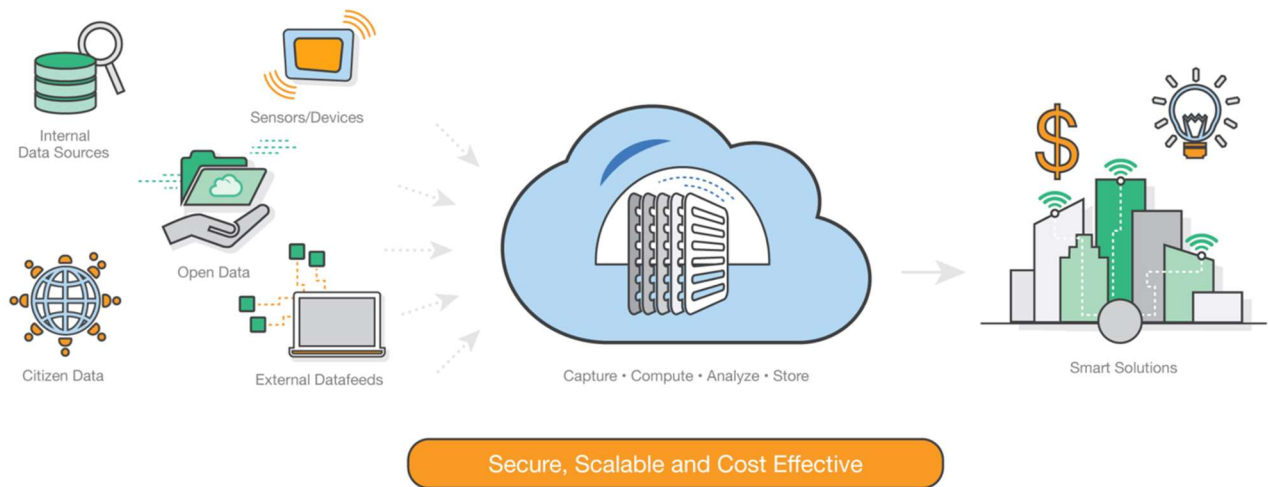 Internal
Data Sources
Sensors/Devices
Open Data
Citizen Data
External Datafeeds
Capture • Compute • Analyze • Store
$
Smart Solutions
Secure, Scalable and Cost Effective